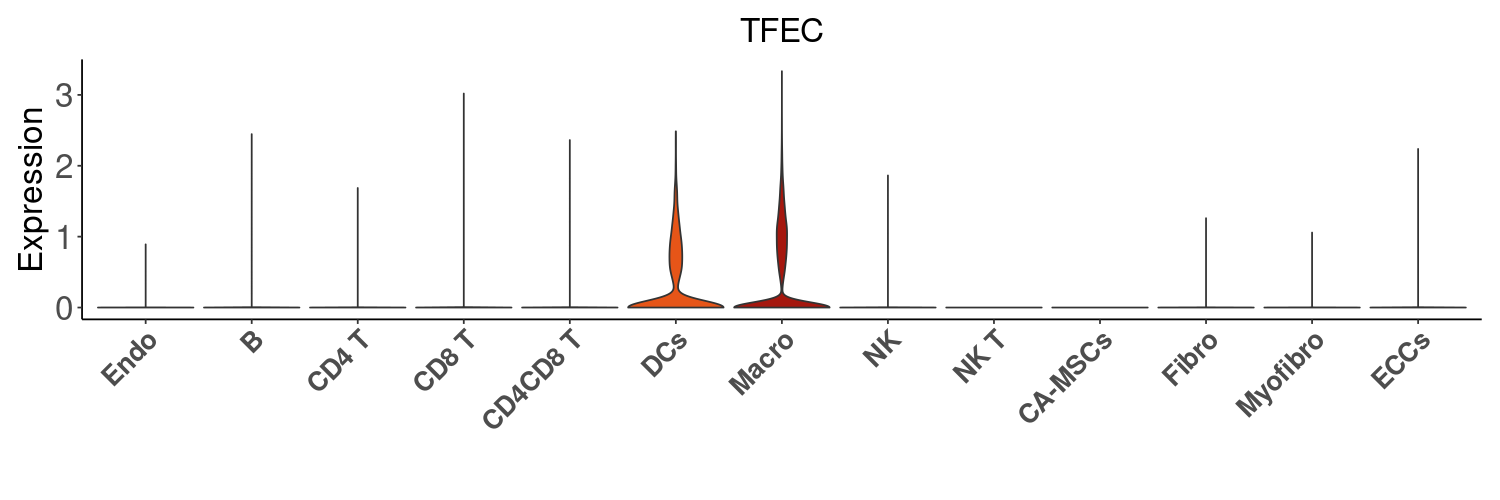 TFEC
Expression
3
2
1
0
Endo
B
CD4 T
CD8 T
CD4CD8 T
DCs
Macro
NK
NK T
CA-MSCs
Fibro
Myofibro
ECCs